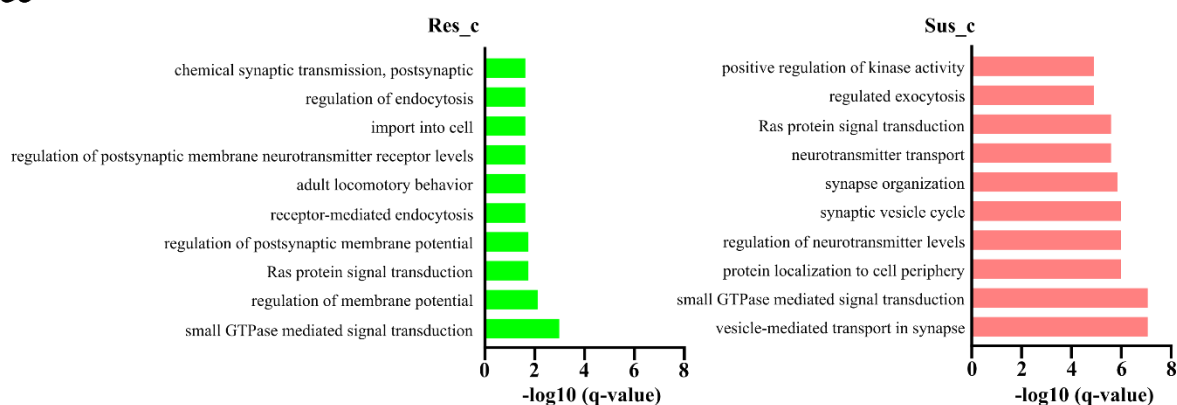 Res_c
chemical synaptic transmission, postsynaptic
regulation of endocytosis
import into cell
regulation of postsynaptic membrane neurotransmitter receptor levels
adult locomotory behavior
receptor-mediated endocytosis
regulation of postsynaptic membrane potential
Ras protein signal transduction
regulation of membrane potential
small GTPase mediated signal transduction
0 2 4 6 8
-log10 (q-value)
Sus_c
positive regulation of kinase activity
regulated exocytosis
Ras protein signal transduction
neurotransmitter transport
synapse organization
synaptic vesicle cycle
regulation of neurotransmitter levels
protein localization to cell periphery
small GTPase mediated signal transduction
vesicle-mediated transport in synapse
0 2 4 6 8
-log10 (q-value)